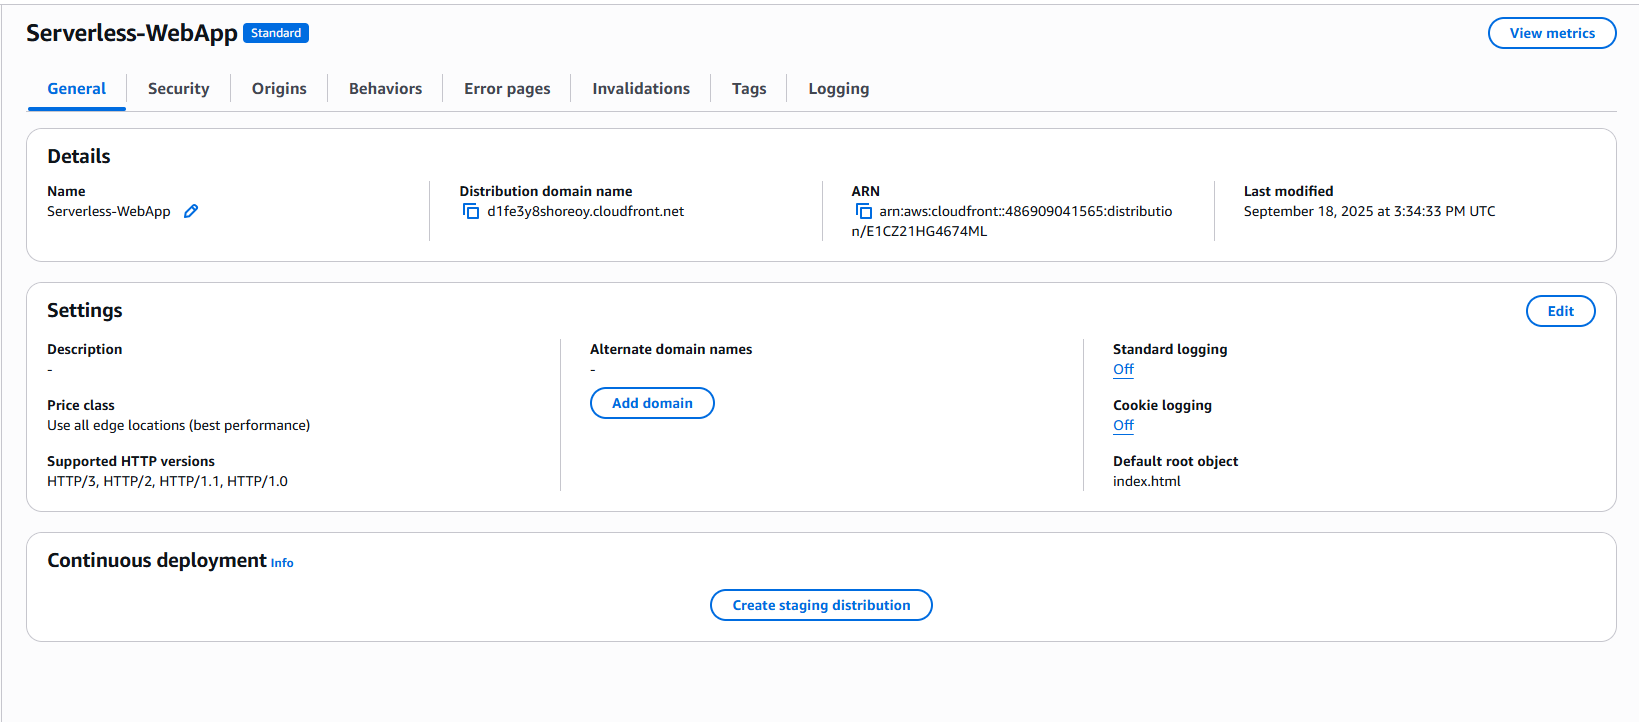 Serverless-WebApp Standard
View metrics
General Security Origins Behaviors Error pages Invalidations Tags Logging
Details
Name
Serverless-WebApp
Distribution domain name
d1fe3y8shoreoy.cloudfront.net
ARN
arn:aws:cloudfront::486909041565:distributio
n/E1CZ21HG4674ML
Last modified
September 18, 2025 at 3:34:33 PM UTC
Settings
Edit
Description
-
Price class
Use all edge locations (best performance)
Supported HTTP versions
HTTP/3, HTTP/2, HTTP/1.1, HTTP/1.0
Alternate domain names
-
Add domain
Standard logging
Off
Cookie logging
Off
Default root object
index.html
Continuous deployment Info
Create staging distribution